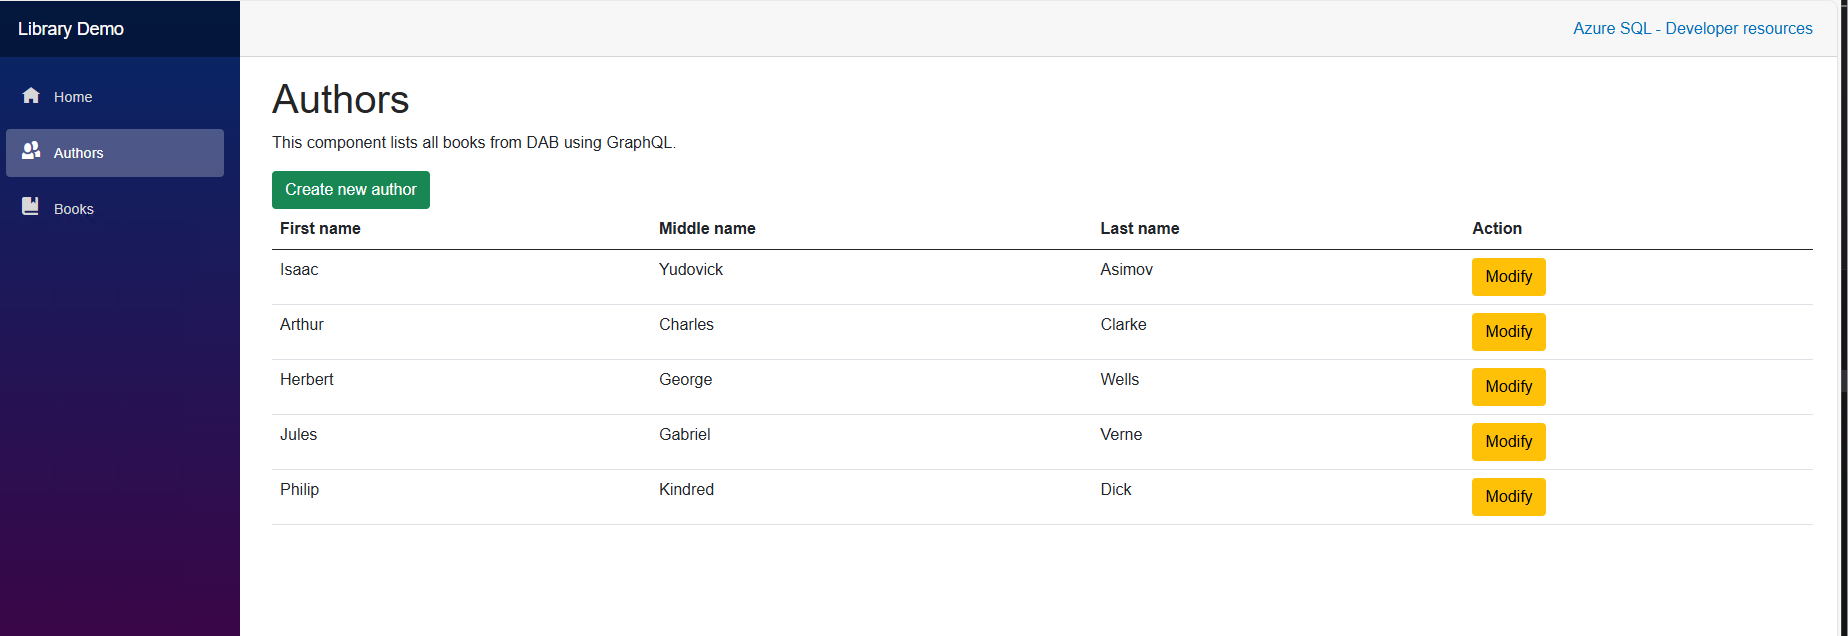 Library Demo
Azure SQL - Developer resources
Home
Authors
Books
Authors
This component lists all books from DAB using GraphQL.
Create new author
First name Middle name Last name Action
Isaac Yudovick Asimov Modify
Arthur Charles Clarke Modify
Herbert George Wells Modify
Jules Gabriel Verne Modify
Philip Kindred Dick Modify